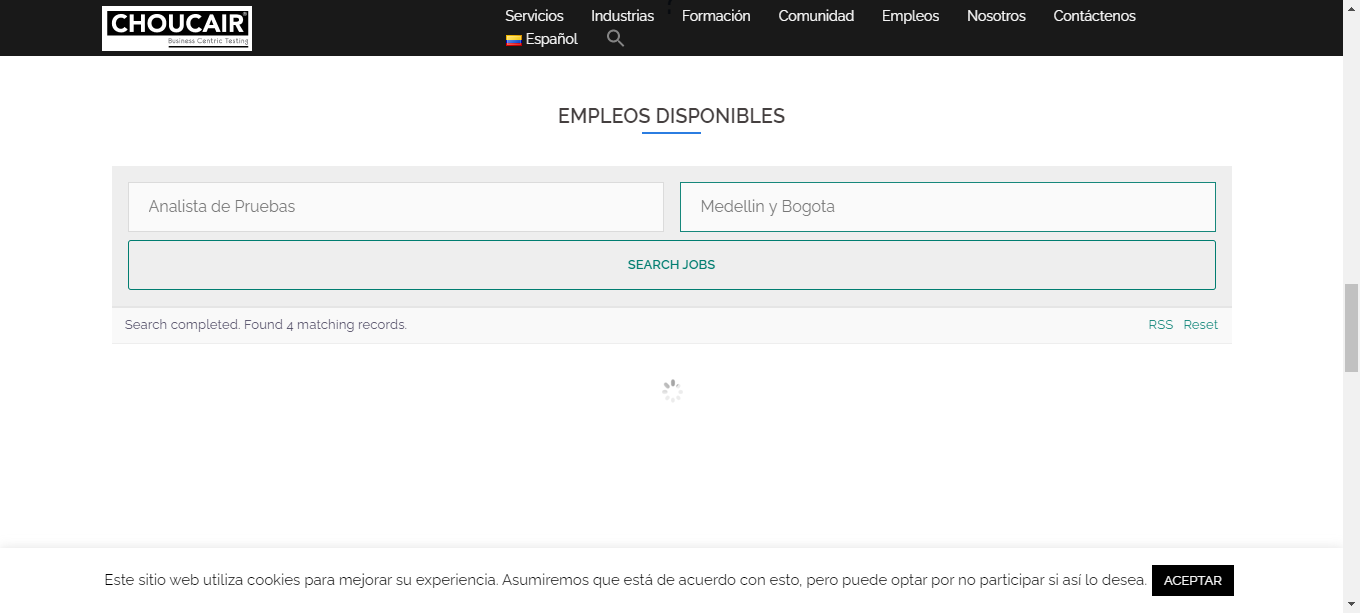 CHOUCAIR®
Business Centric Testing
Servicios Industrias Formación Comunidad Empleos Nosotros Contáctenos
Español
EMPLEOS DISPONIBLES
Analista de Pruebas
Medellin y Bogota
SEARCH JOBS
Search completed. Found 4 matching records.
RSS Reset
Este sitio web utiliza cookies para mejorar su experiencia. Asumiremos que está de acuerdo con esto, pero puede optar por no participar si así lo desea.
ACEPTAR